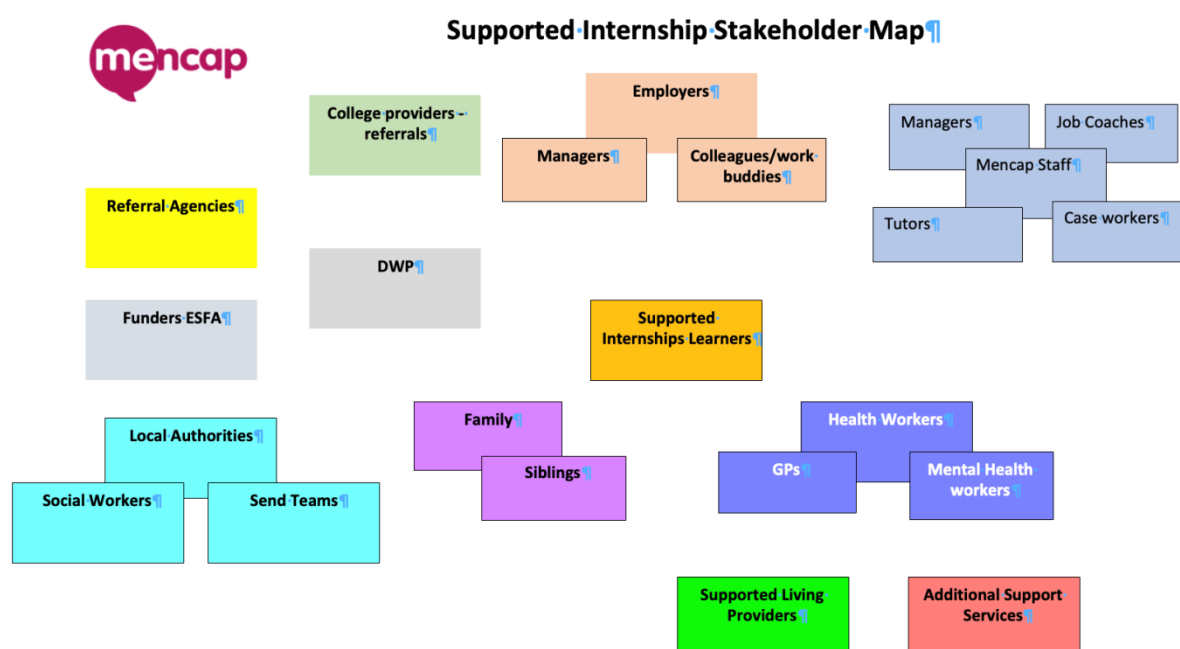 mencap
Supported Internship Stakeholder Map¶
College providers -
referrals¶
Employers¶
Managers¶
Colleagues/work
buddies¶
Managers¶
Job Coaches¶
Mencap Staff¶
Tutors¶
Case workers¶
Referral Agencies¶
DWP¶
Funders ESFA¶
Supported
Internships Learners¶
Local Authorities¶
Social Workers¶
Send Teams¶
Family¶
Siblings¶
Health Workers¶
GPs¶
Mental Health
workers¶
Supported Living
Providers¶
Additional Support
Services¶